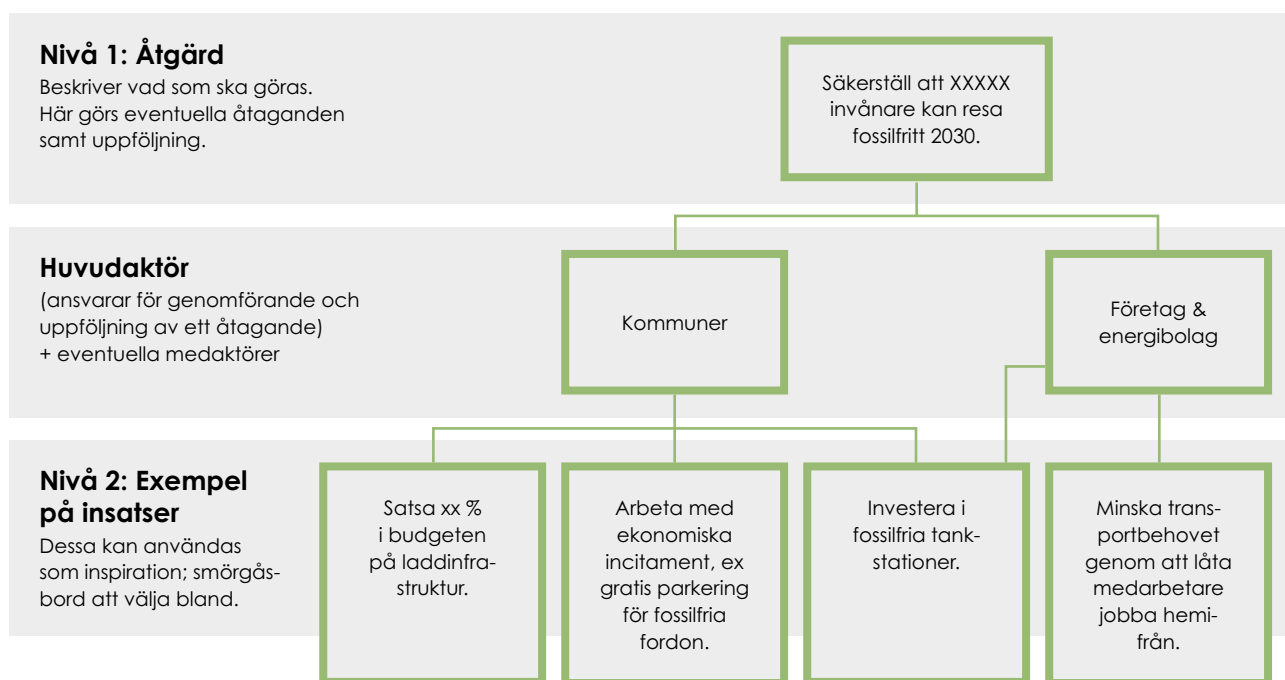 Nivå 1: Åtgärd
Beskriver vad som ska göras.
Här görs eventuella åtaganden
samt uppföljning.
Säkerställ att XXXXX
invånare kan resa
fossilfritt 2030.
Huvudaktör
(ansvarar för genomförande och
uppföljning av ett åtagande)
+ eventuella medaktörer
Kommuner
Företag &
energibolag
Nivå 2: Exempel
på insatser
Dessa kan användas
som inspiration; smörgås-
bord att välja bland.
Satsa xx %
i budgeten
på laddinfra-
struktur.
Arbeta med
ekonomiska
incitament, ex
gratis parkering
för fossilfria
fordon.
Investera i
fossilfria tank-
stationer.
Minska trans-
portbehovet
genom att låta
medarbetare
jobba hemi-
från.